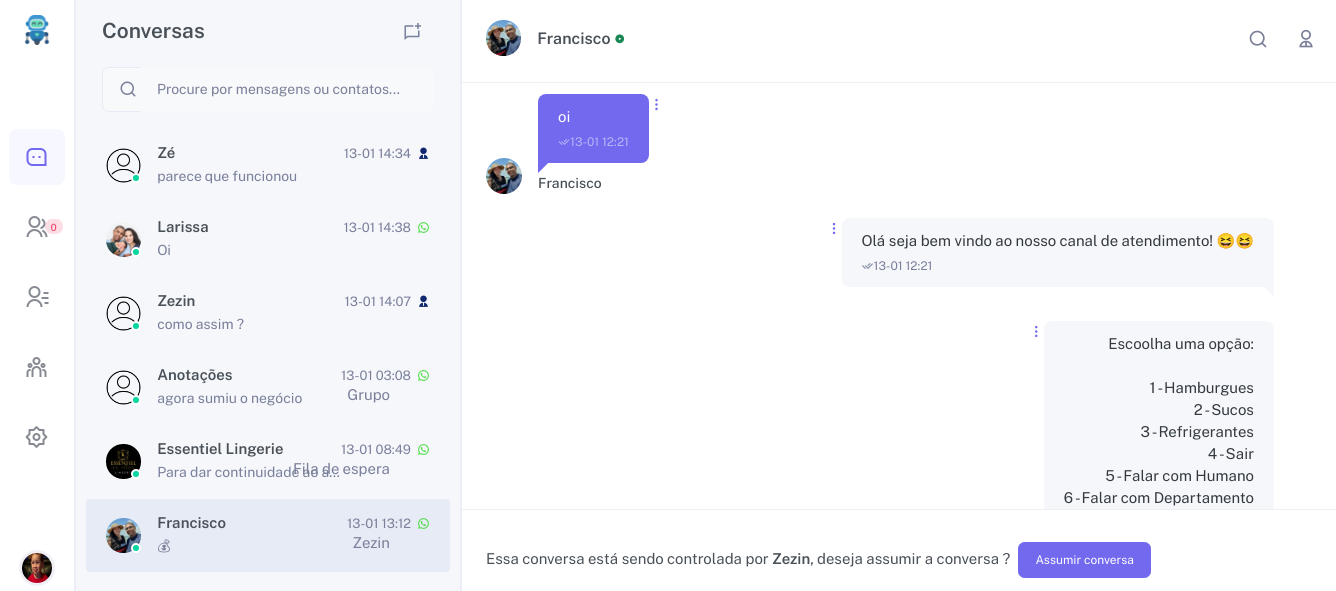 Conversas
Procure por mensagens ou contatos...
Zé
13-01 14:34
parece que funcionou
Larissa
13-01 14:38
Oi
0
Zezin
13-01 14:07
como assim ?
Anotações
13-01 03:08
agora sumiu o negócio
Grupo
Essentiel Lingerie
13-01 08:49
Para dar continuidade ao a...
Fila de espera
Francisco
13-01 13:12
💰
Zezin
Francisco
oi
13-01 12:21
Francisco
Olá seja bem vindo ao nosso canal de atendimento! 😆😆
13-01 12:21
Escoolha uma opção:
1 - Hamburgues
2 - Sucos
3 - Refrigerantes
4 - Sair
5 - Falar com Humano
6 - Falar com Departamento
Essa conversa está sendo controlada por Zezin, deseja assumir a conversa ?
Assumir conversa